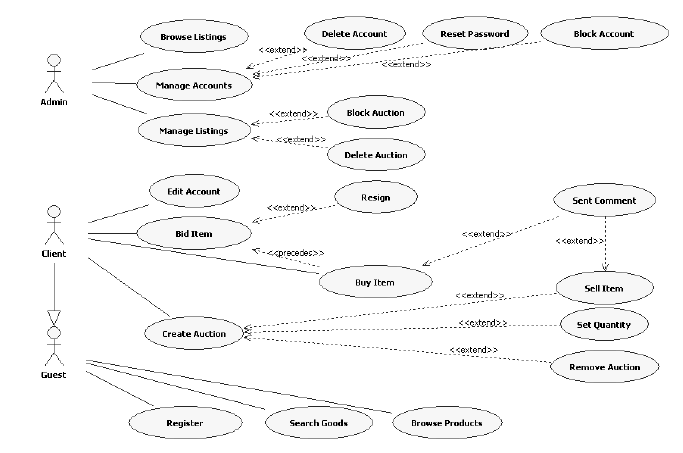 Browse Listings
Delete Account
Reset Password
Block Account
<<extend>>
<<extend>>
<<extend>>
Admin
Manage Accounts
Manage Listings
<<extend>>
Block Auction
<<extend>>
Delete Auction
Edit Account
Resign
Sent Comment
<<extend>>
Client
Bid Item
<<extend>>
<<extend>>
<<precedes>>
Buy Item
Sell Item
<<extend>>
Create Auction
<<extend>>
Set Quantity
<<extend>>
Remove Auction
Guest
Register
Search Goods
Browse Products